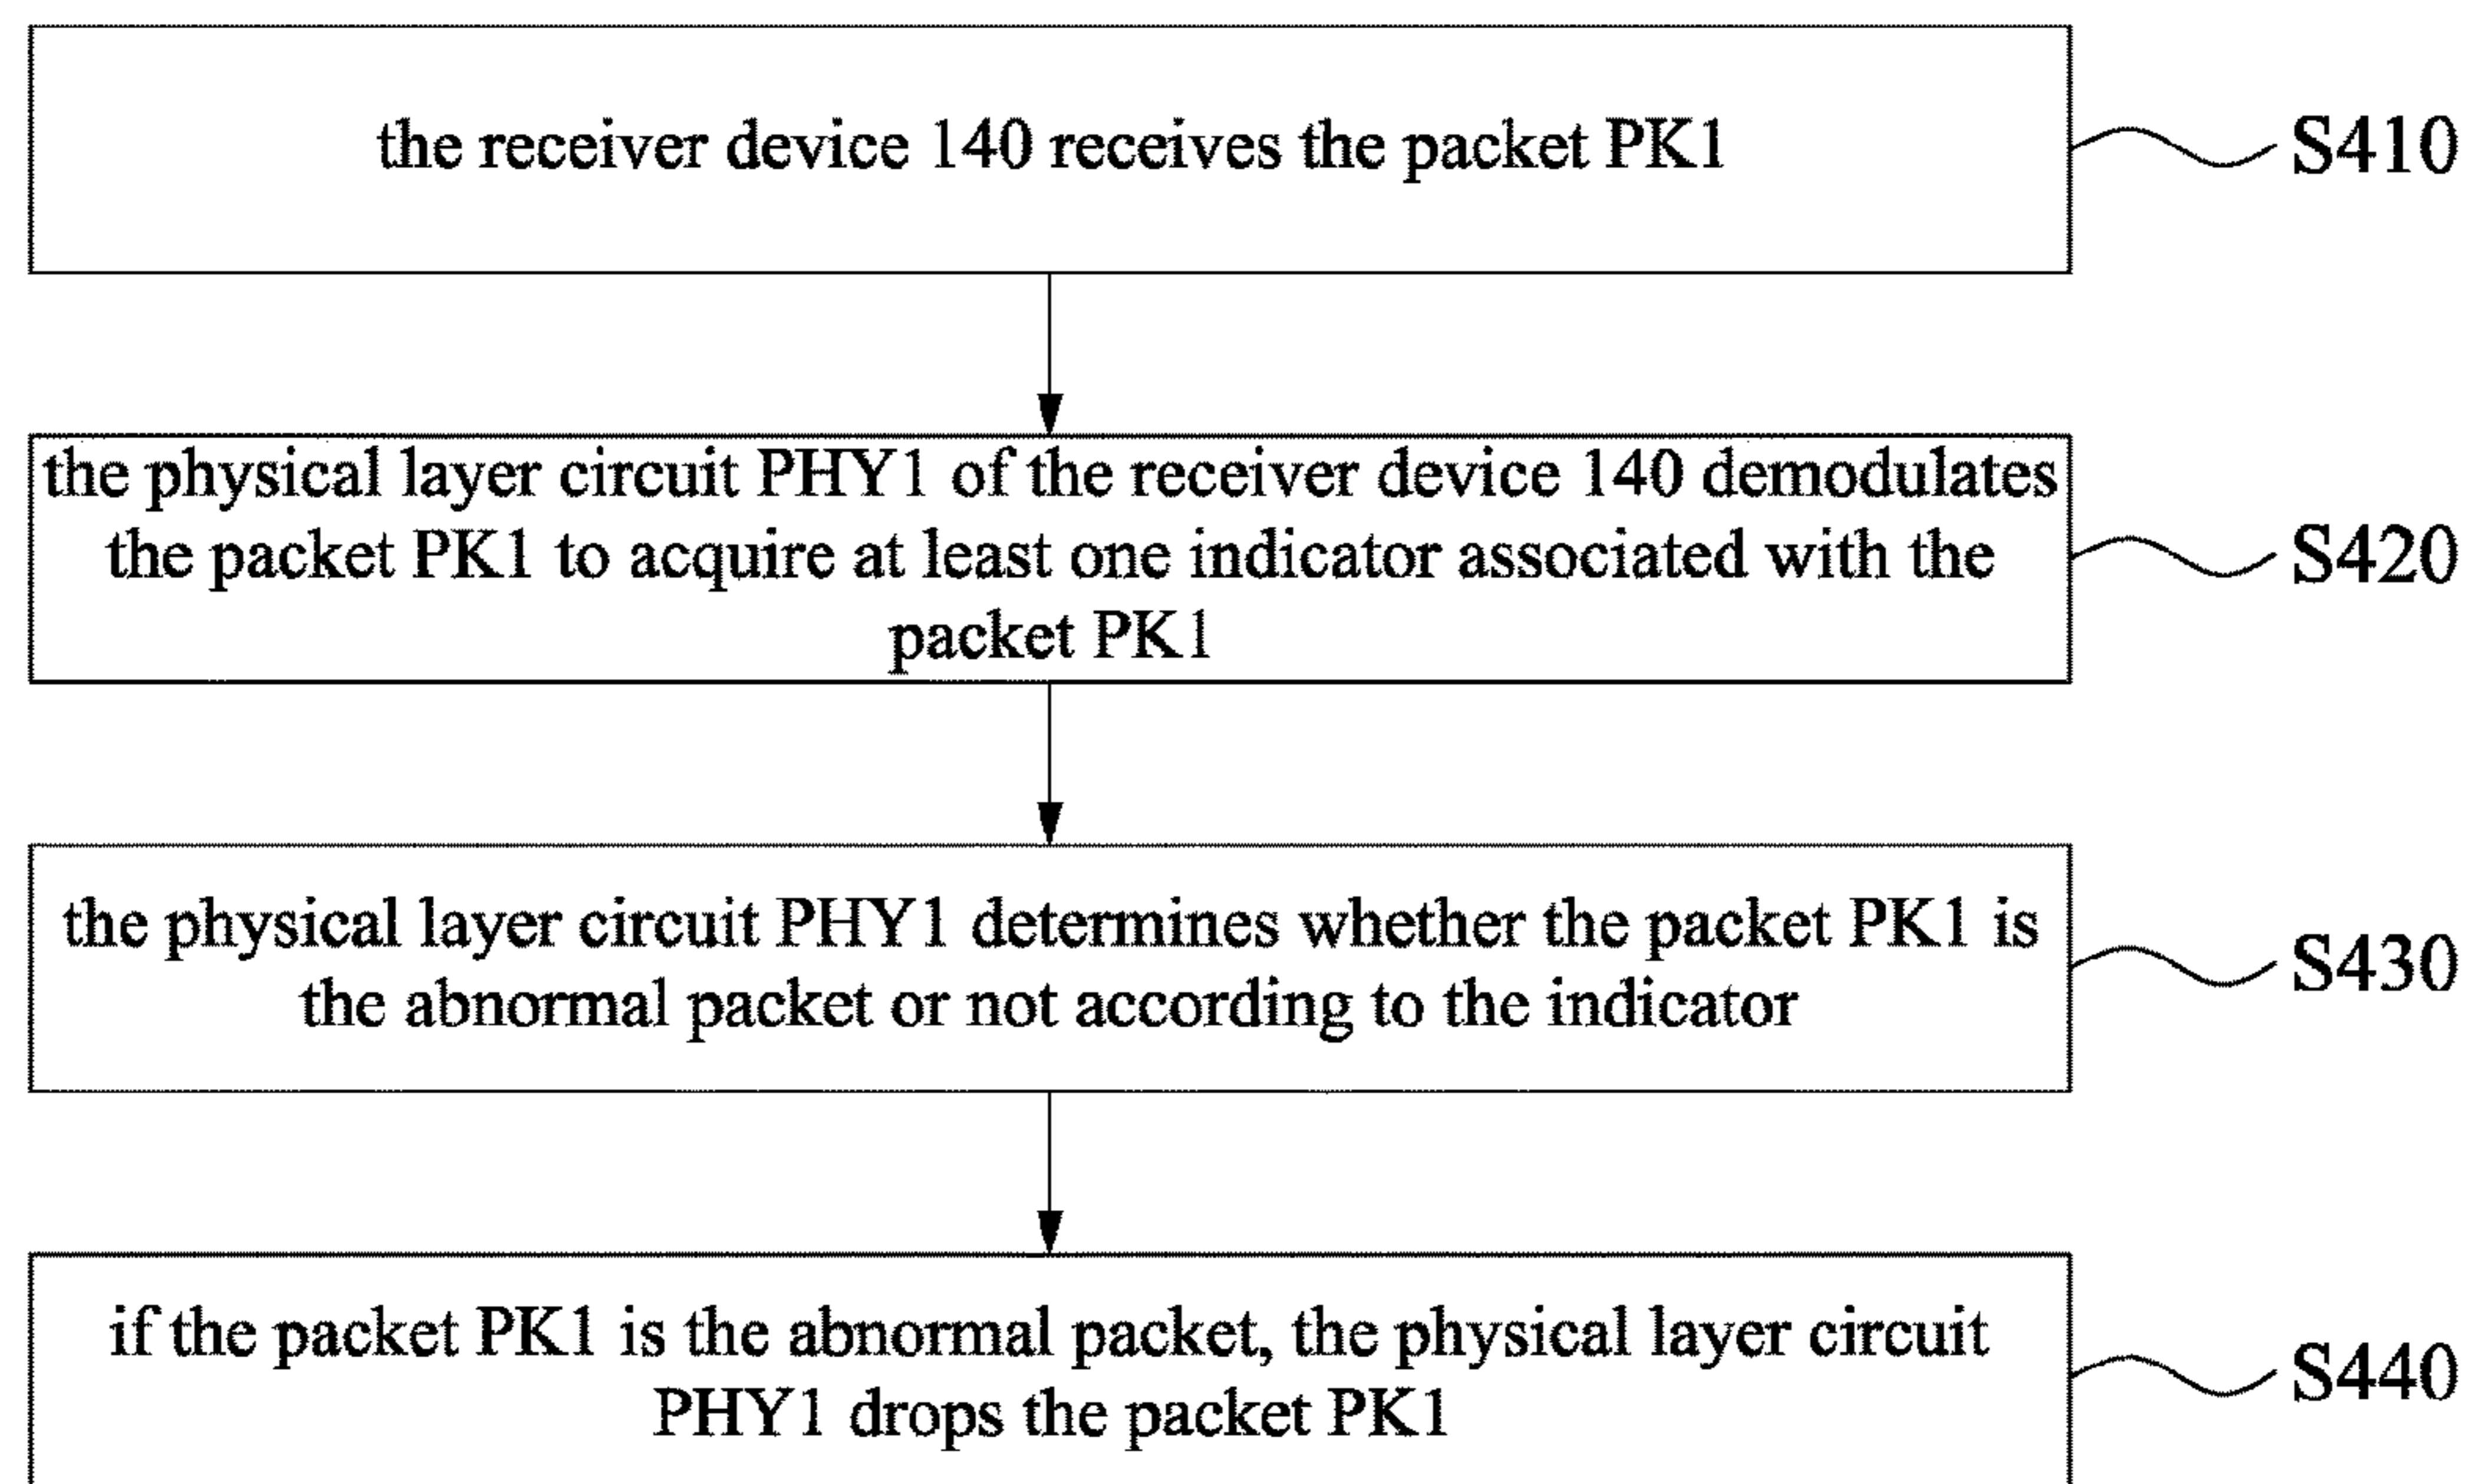 the receiver device 140 receives the packet PK1
S410
the physical layer circuit PHY1 of the receiver device 140 demodulates
the packet PK1 to acquire at least one indicator associated with the
packet PK1
S420
the physical layer circuit PHY1 determines whether the packet PK1 is
the abnormal packet or not according to the indicator
S430
if the packet PK1 is the abnormal packet, the physical layer circuit
PHY1 drops the packet PK1
S440